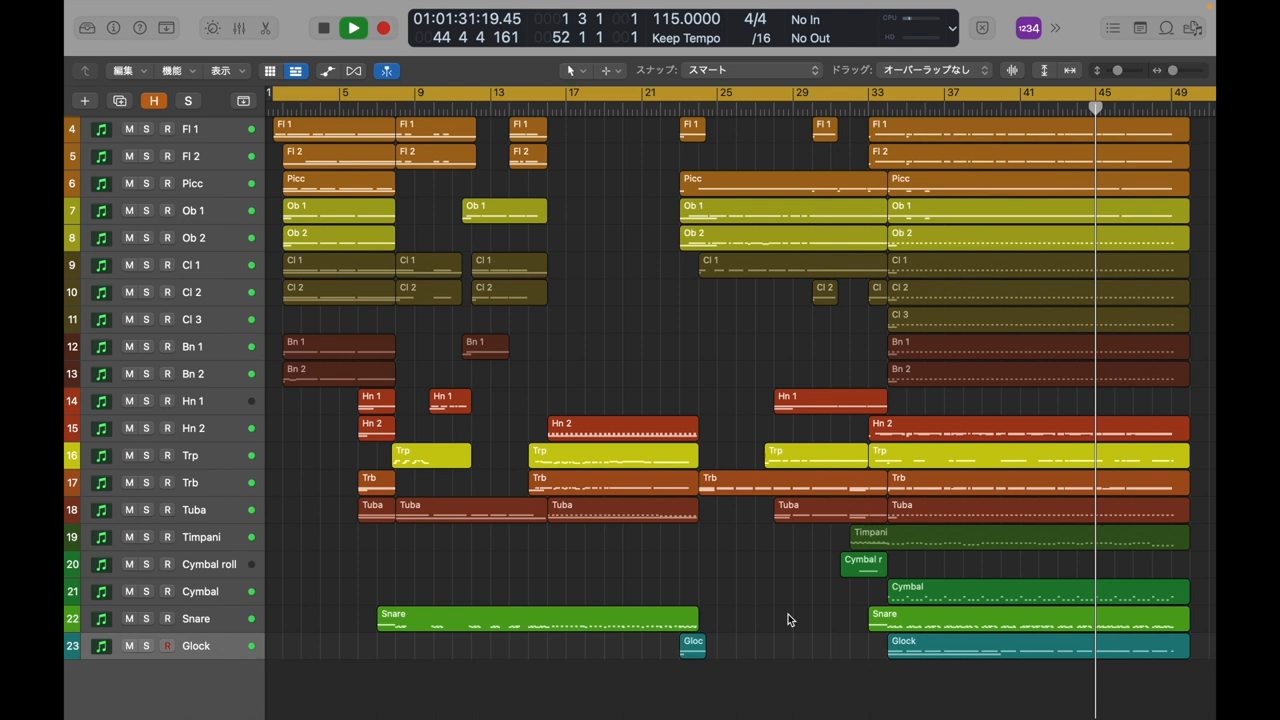 01:01:31:19.45 0001 3 1 001 115.0000 4/4 No In CPU
0044 4 4 161 0052 1 1 001 Keep Tempo /16 No Out HD
1234
編集 機能 表示 スナップ: スマート ドラッグ: オーバーラップなし
H S 1 5 9 13 17 21 25 29 33 37 41 45 49
4 M S R Fl 1 Fl 1 Fl 1 Fl 1 Fl 1 Fl 1 Fl 1
5 M S R Fl 2 Fl 2 Fl 2 Fl 2 Fl 2
6 M S R Picc Picc Picc Picc
7 M S R Ob 1 Ob 1 Ob 1 Ob 1 Ob 1
8 M S R Ob 2 Ob 2 Ob 2 Ob 2
9 M S R Cl 1 Cl 1 Cl 1 Cl 1 Cl 1 Cl 1
10 M S R Cl 2 Cl 2 Cl 2 Cl 2 Cl 2 Cl Cl 2
11 M S R Cl 3 Cl 3
12 M S R Bn 1 Bn 1 Bn 1 Bn 1
13 M S R Bn 2 Bn 2 Bn 2
14 M S R Hn 1 Hn 1 Hn 1 Hn 1
15 M S R Hn 2 Hn 2 Hn 2 Hn 2
16 M S R Trp Trp Trp Trp Trp
17 M S R Trb Trb Trb Trb Trb
18 M S R Tuba Tuba Tuba Tuba Tuba Tuba
19 M S R Timpani Timpani
20 M S R Cymbal roll Cymbal r
21 M S R Cymbal Cymbal
22 M S R Snare Snare Snare
23 M S R Glock Gloc Glock